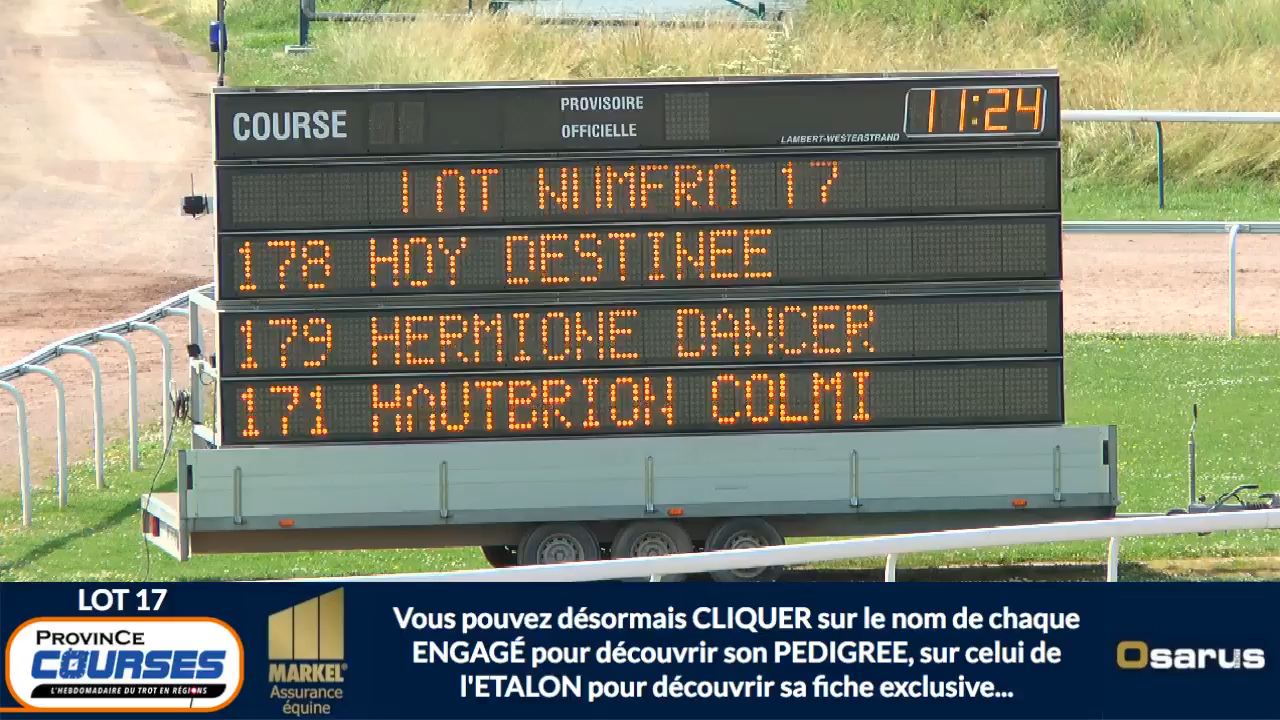 COURSE
PROVISOIRE
OFFICIELLE
LAMBERT-WESTERSTRAND
11:24
LOT NUMERO 17
178 HOY DESTINEE
179 HERMIONE DANCER
171 HAUTBRION COLMI
LOT 17
PROVINCE
COURSES
L'HEBDOMADAIRE DU TROT EN RÉGIONS
MARKEL
Assurance
équine
Vous pouvez désormais CLIQUER sur le nom de chaque
ENGAGÉ pour découvrir son PEDIGREE, sur celui de
l'ETALON pour découvrir sa fiche exclusive...
Osarus